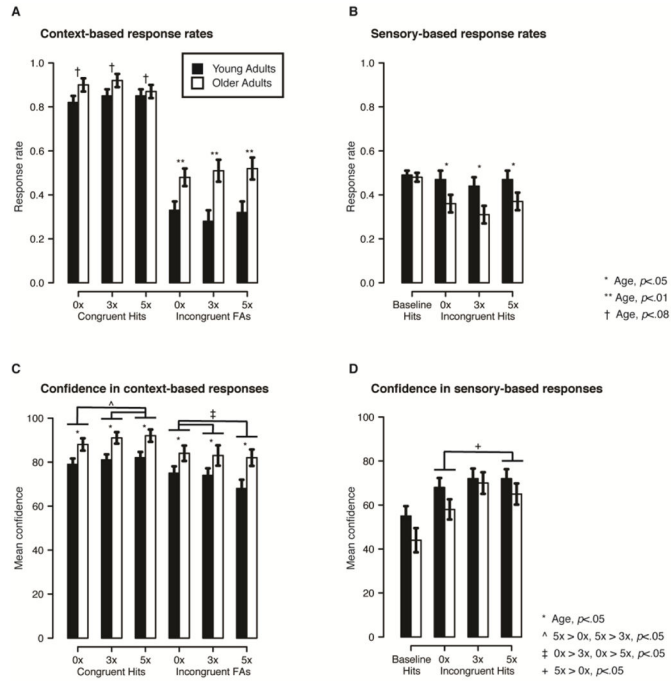 A
Context-based response rates
Young Adults
Older Adults
Response rate
1.0
0.8
0.6
0.4
0.2
0.0
†
†
†
**
**
**
0x
3x
5x
0x
3x
5x
Congruent Hits
Incongruent FAs
B
Sensory-based response rates
Response rate
1.0
0.8
0.6
0.4
0.2
0.0
*
*
*
Baseline
Hits
0x
3x
5x
Incongruent Hits
* Age, p<.05
** Age, p<.01
† Age, p<.08
C
Confidence in context-based responses
Mean confidence
100
80
60
40
20
0
^
‡
*
*
*
*
*
*
0x
3x
5x
0x
3x
5x
Congruent Hits
Incongruent FAs
D
Confidence in sensory-based responses
Mean confidence
100
80
60
40
20
0
+
Baseline
Hits
0x
3x
5x
Incongruent Hits
* Age, p<.05
^ 5x > 0x, 5x > 3x, p<.05
‡ 0x > 3x, 0x > 5x, p<.05
+ 5x > 0x, p<.05